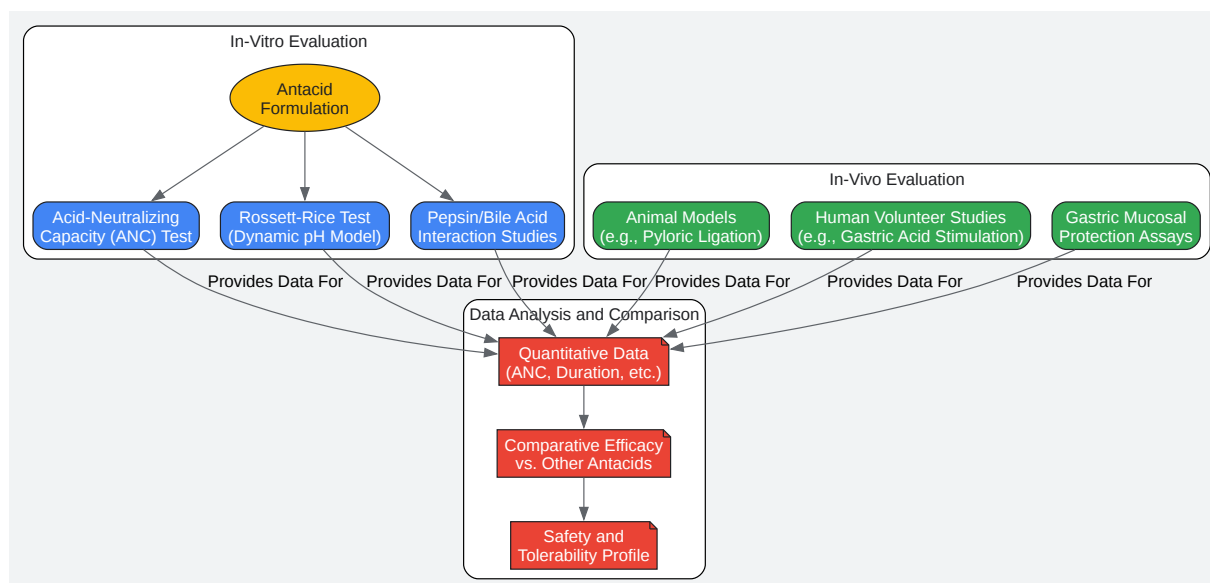 In-Vitro Evaluation
Antacid
Formulation
Acid-Neutralizing
Capacity (ANC) Test
Rossett-Rice Test
(Dynamic pH Model)
Pepsin/Bile Acid
Interaction Studies
In-Vivo Evaluation
Animal Models
(e.g., Pyloric Ligation)
Human Volunteer Studies
(e.g., Gastric Acid Stimulation)
Gastric Mucosal
Protection Assays
Provides Data For
Provides Data For
Provides Data For
Provides Data For
Provides Data For
Provides Data For
Data Analysis and Comparison
Quantitative Data
(ANC, Duration, etc.)
Comparative Efficacy
vs. Other Antacids
Safety and
Tolerability Profile